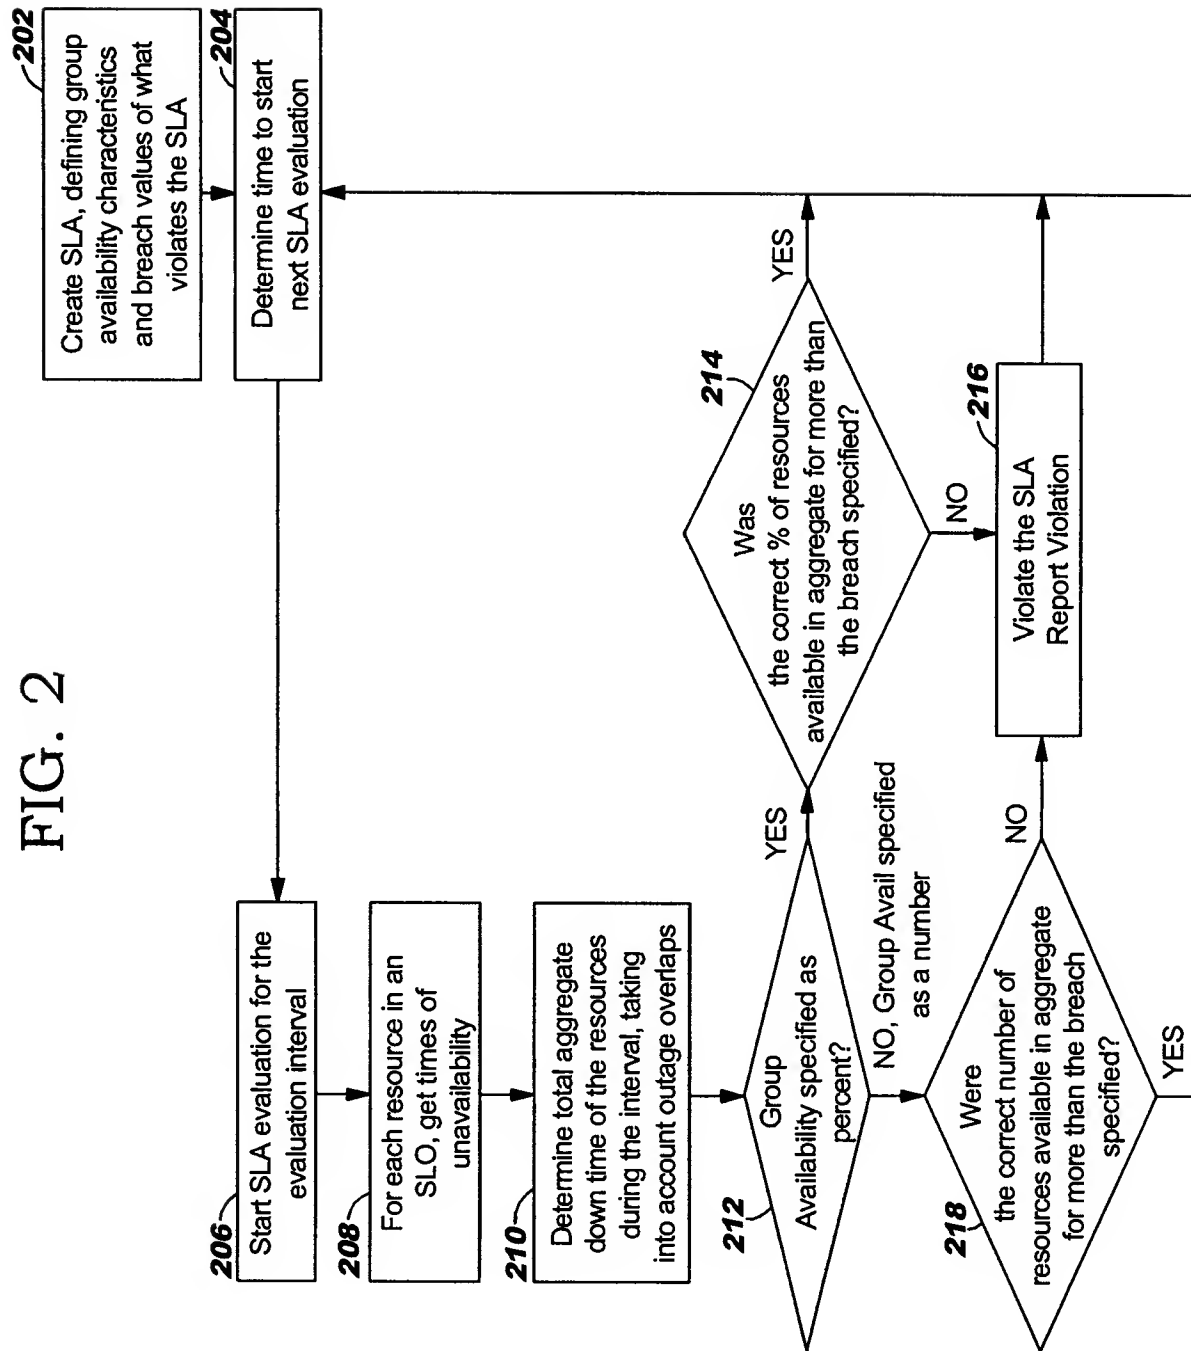 FIG. 2
202
Create SLA, defining group
availability characteristics
and breach values of what
violates the SLA
204
Determine time to start
next SLA evaluation
206
Start SLA evaluation for the
evaluation interval
208
For each resource in an
SLO, get times of
unavailability
210
Determine total aggregate
down time of the resources
during the interval, taking
into account outage overlaps
212
Group
Availability specified as
percent?
YES
NO, Group Avail specified
as a number
214
Was
the correct % of resources
available in aggregate for more than
the breach specified?
YES
NO
216
Violate the SLA
Report Violation
218
Were
the correct number of
resources available in aggregate
for more than the breach
specified?
NO
YES